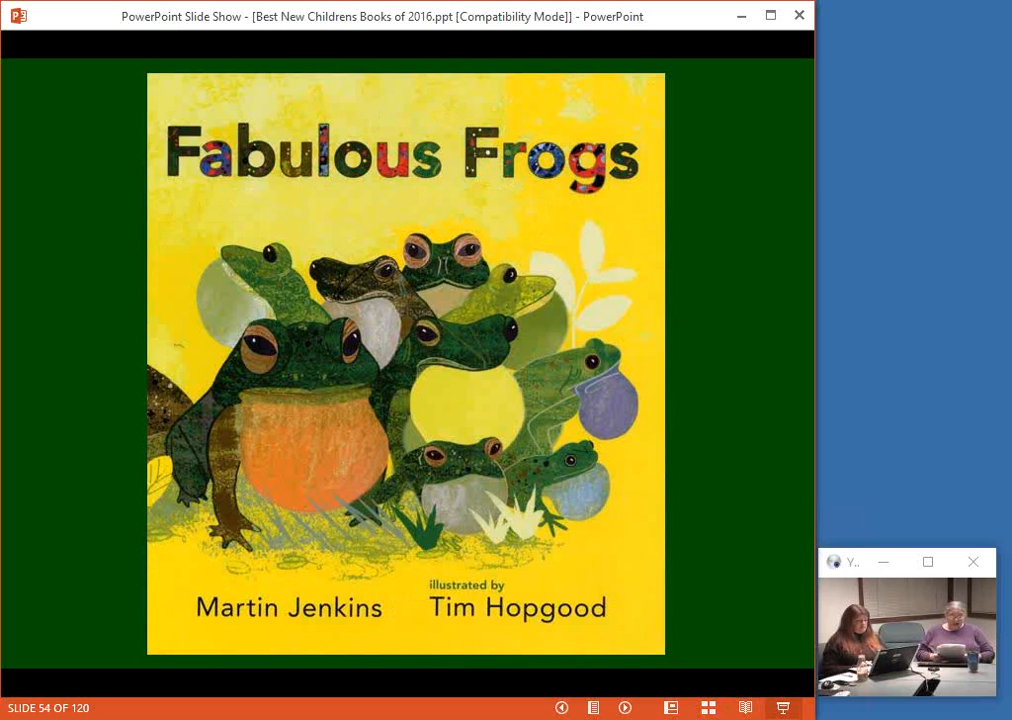 PowerPoint Slide Show - [Best New Childrens Books of 2016.ppt [Compatibility Mode]] - PowerPoint
Fabulous Frogs
illustrated by
Martin Jenkins Tim Hopgood
Y..
SLIDE 54 OF 120